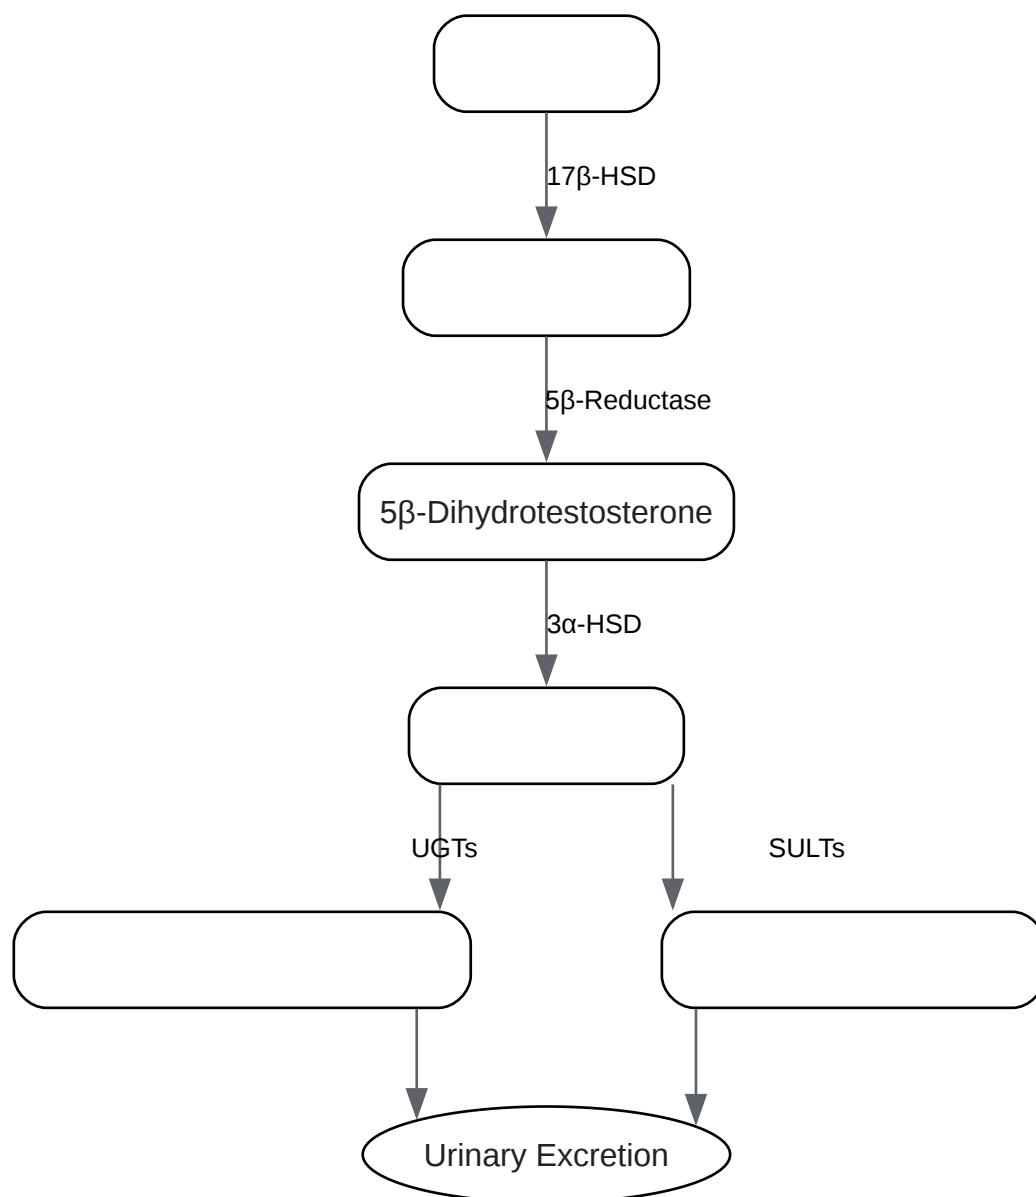 17β-HSD
5β-Reductase
5β-Dihydrotestosterone
3α-HSD
UGTs
SULTs
Urinary Excretion